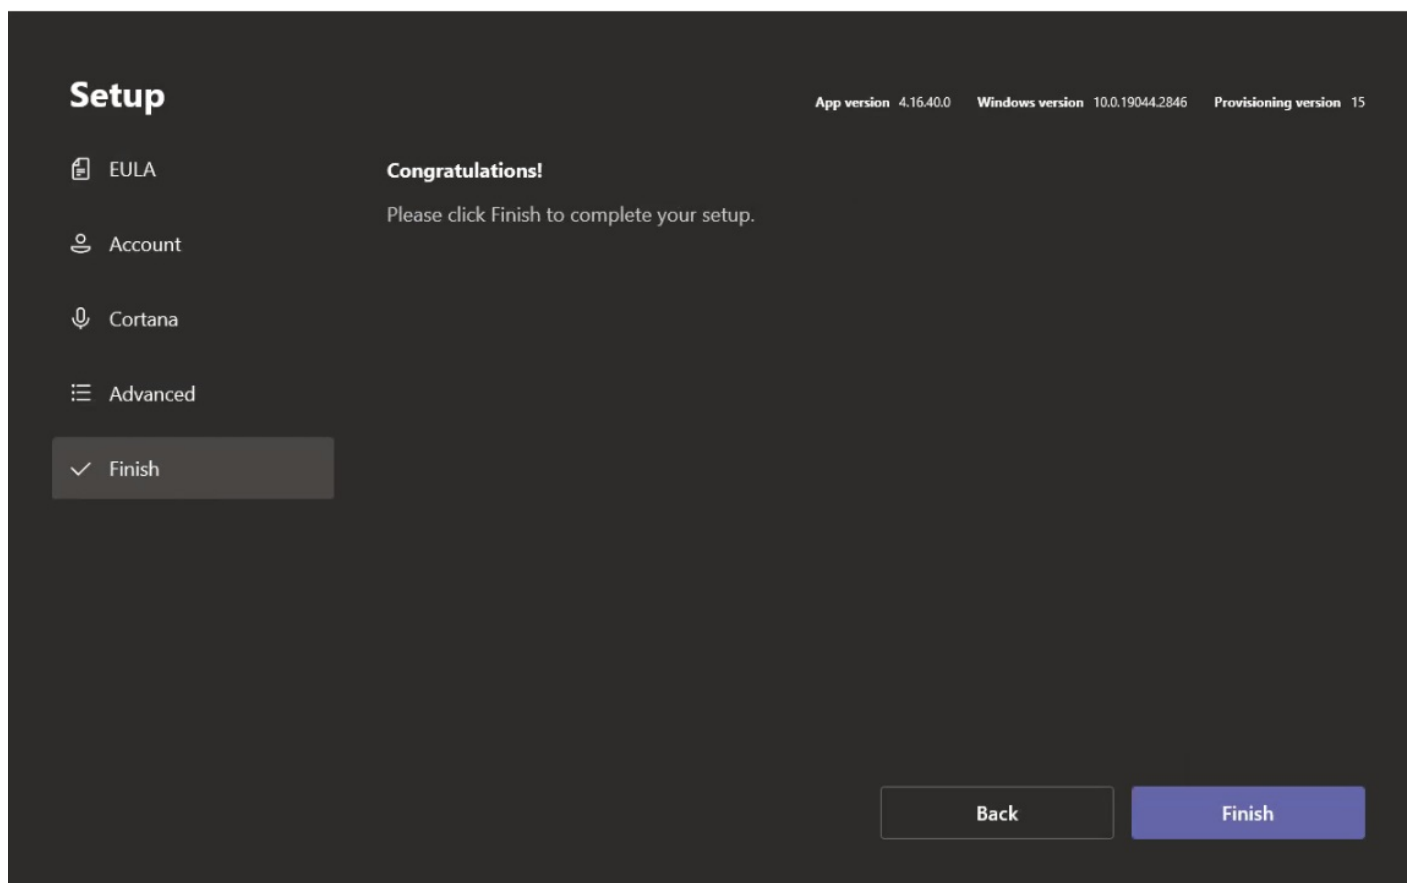 Setup
App version 4.16.40.0 Windows version 10.0.19044.2846 Provisioning version 15
EULA
Account
Cortana
Advanced
Finish
Congratulations!
Please click Finish to complete your setup.
Back
Finish